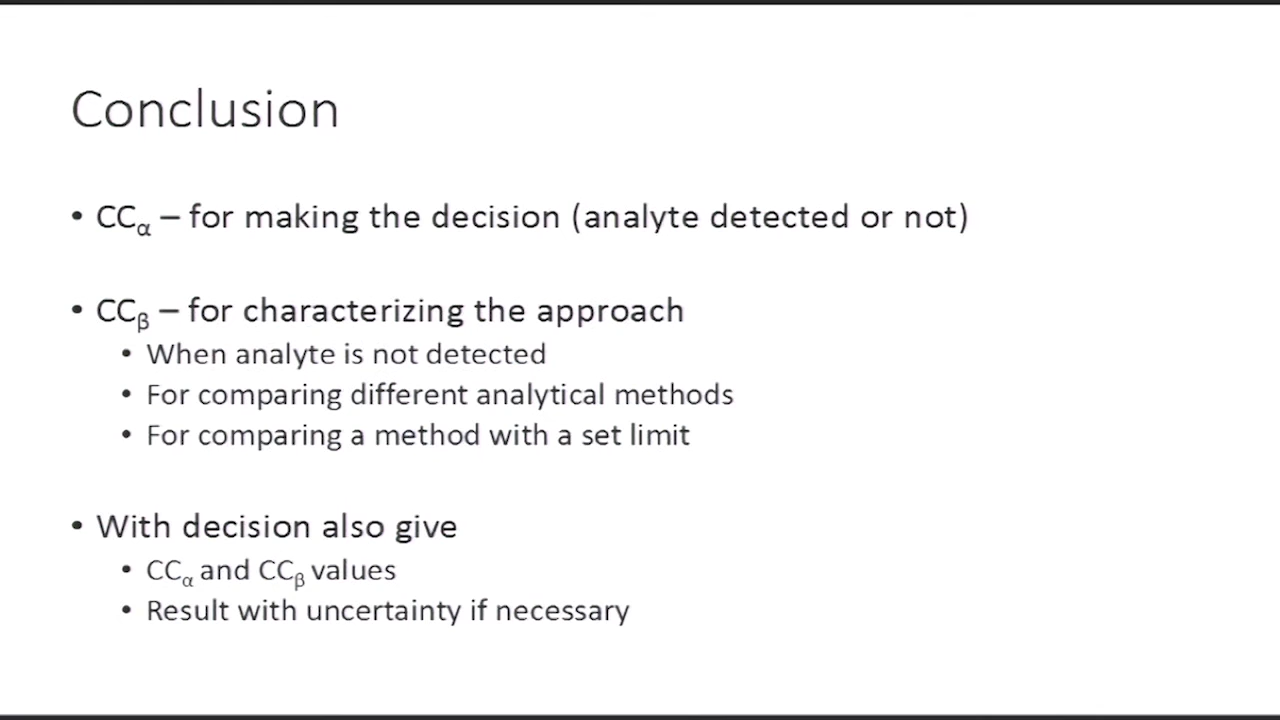 Conclusion
• CCα – for making the decision (analyte detected or not)
• CCβ – for characterizing the approach
• When analyte is not detected
• For comparing different analytical methods
• For comparing a method with a set limit
• With decision also give
• CCα and CCβ values
• Result with uncertainty if necessary